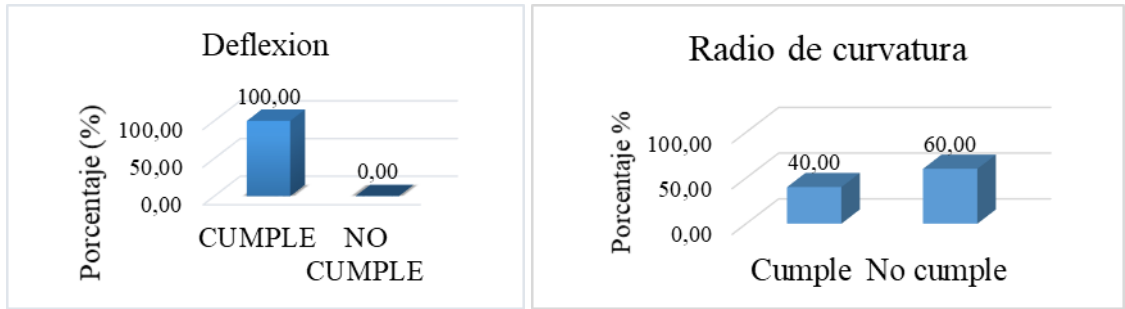 Deflexion
Porcentaje (%)
100,00
50,00
0,00
100,00
0,00
CUMPLE NO
CUMPLE
Radio de curvatura
Porcentaje %
100,00
50,00
0,00
40,00
60,00
Cumple No cumple